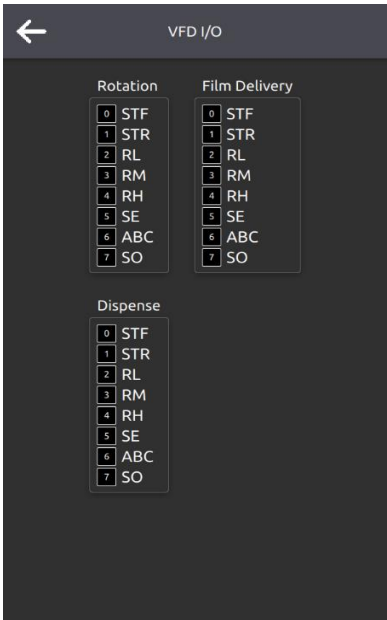 VFD I/O
Rotation
0 STF
1 STR
2 RL
3 RM
4 RH
5 SE
6 ABC
7 SO
Film Delivery
0 STF
1 STR
2 RL
3 RM
4 RH
5 SE
6 ABC
7 SO
Dispense
0 STF
1 STR
2 RL
3 RM
4 RH
5 SE
6 ABC
7 SO